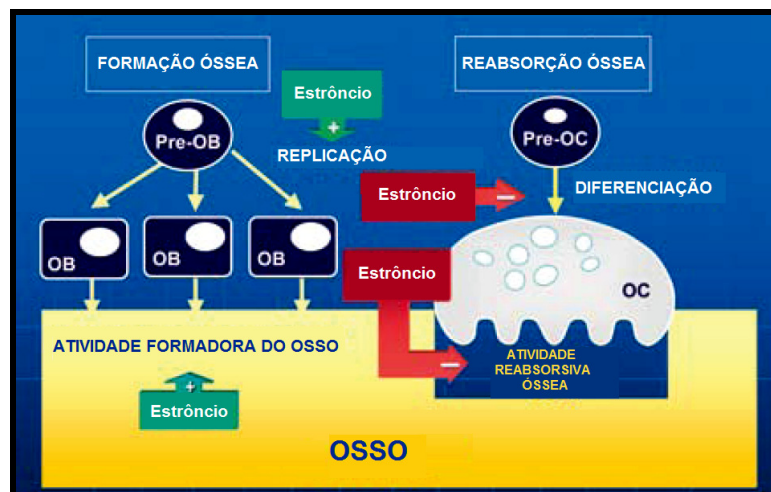 FORMAÇÃO ÓSSEA
REABSORÇÃO ÓSSEA
Estrôncio
+
Pre-OB
REPLICAÇÃO
Pre-OC
Estrôncio
–
DIFERENCIAÇÃO
OB
OB
OB
Estrôncio
OC
ATIVIDADE FORMADORA DO OSSO
ATIVIDADE
REABSORSIVA
ÓSSEA
–
+
Estrôncio
OSSO